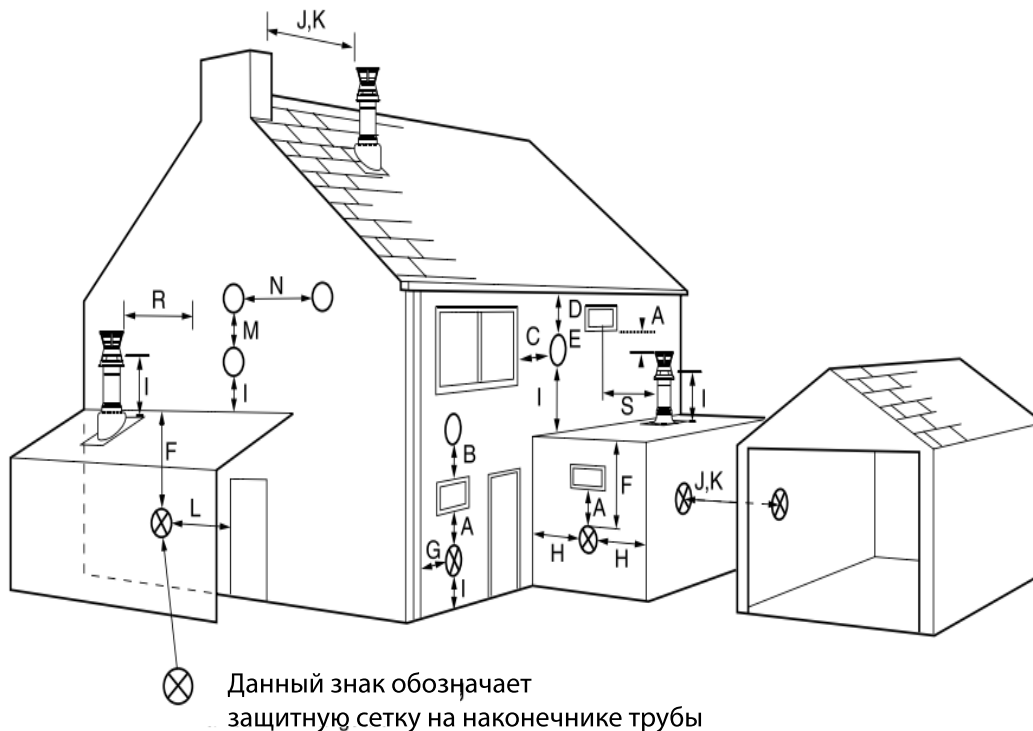 J,K
N
D
A
R
E
M
C
I
I
I
S
I
F
B
F
J,K
L
A
A
G
H
H
I
Данный знак обозначает
защитную сетку на наконечнике трубы